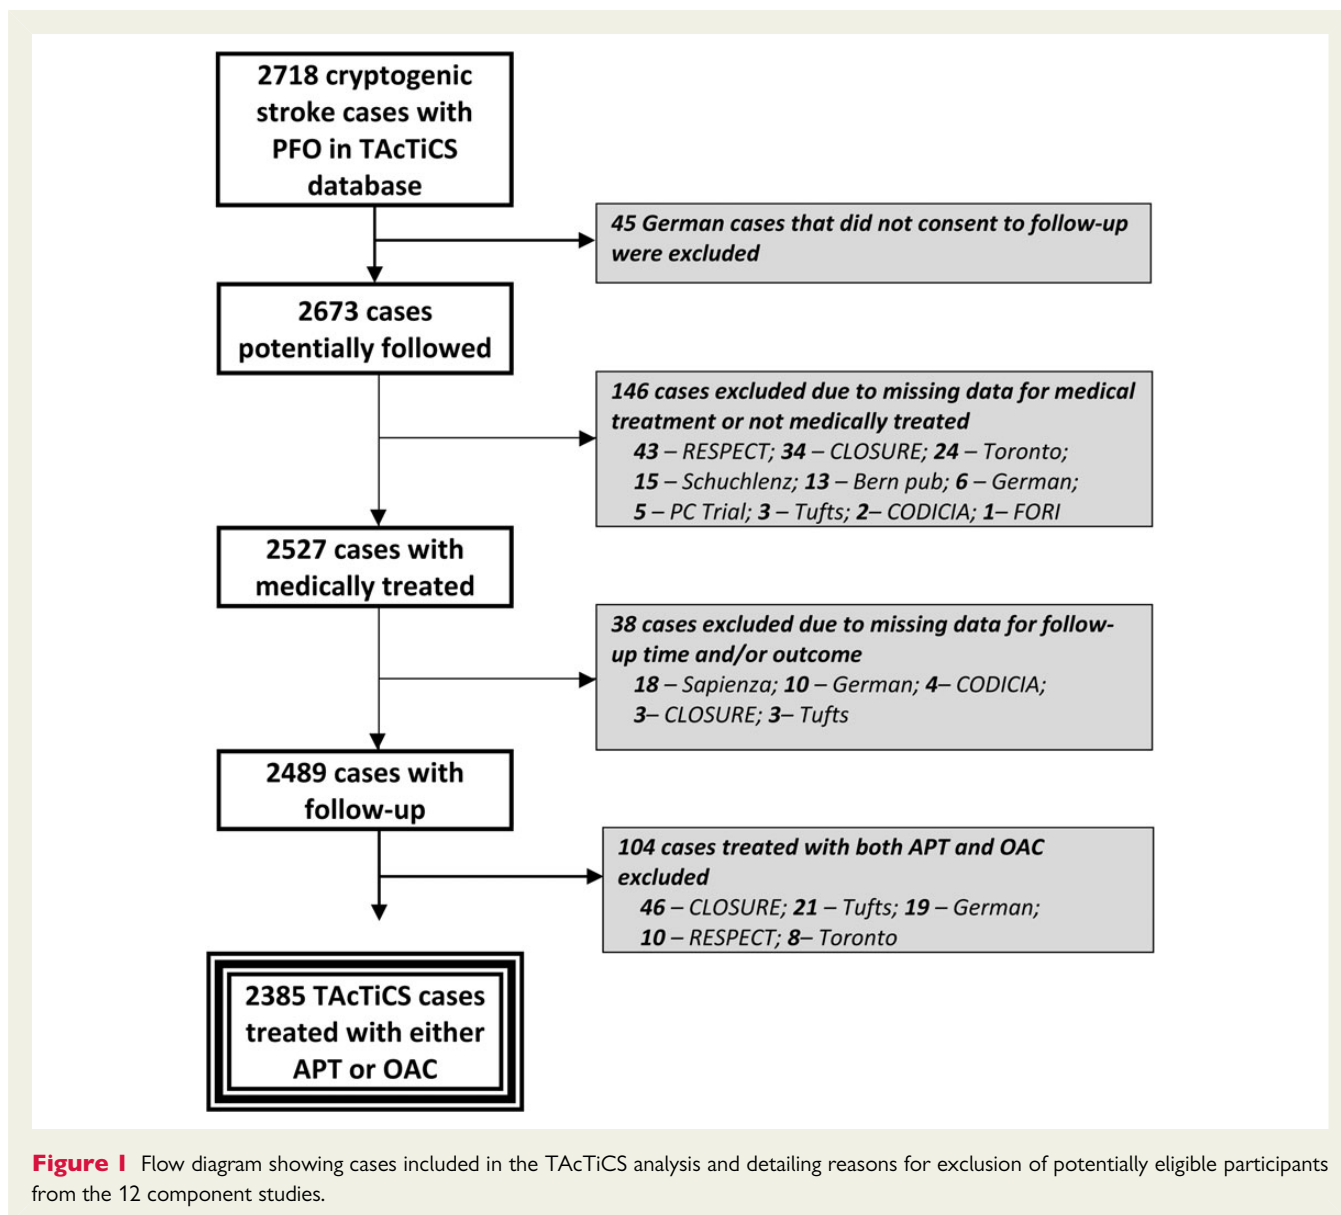 2718 cryptogenic
stroke cases with
PFO in TAcTiCS
database
45 German cases that did not consent to follow-up
were excluded
2673 cases
potentially followed
146 cases excluded due to missing data for medical
treatment or not medically treated
43 – RESPECT; 34 – CLOSURE; 24 – Toronto;
15 – Schuchlenz; 13 – Bern pub; 6 – German;
5 – PC Trial; 3 – Tufts; 2– CODICIA; 1– FORI
2527 cases with
medically treated
38 cases excluded due to missing data for follow-
up time and/or outcome
18 – Sapienza; 10 – German; 4– CODICIA;
3– CLOSURE; 3– Tufts
2489 cases with
follow-up
104 cases treated with both APT and OAC
excluded
46 – CLOSURE; 21 – Tufts; 19 – German;
10 – RESPECT; 8– Toronto
2385 TAcTiCS cases
treated with either
APT or OAC
Figure 1 Flow diagram showing cases included in the TAcTiCS analysis and detailing reasons for exclusion of potentially eligible participants
from the 12 component studies.